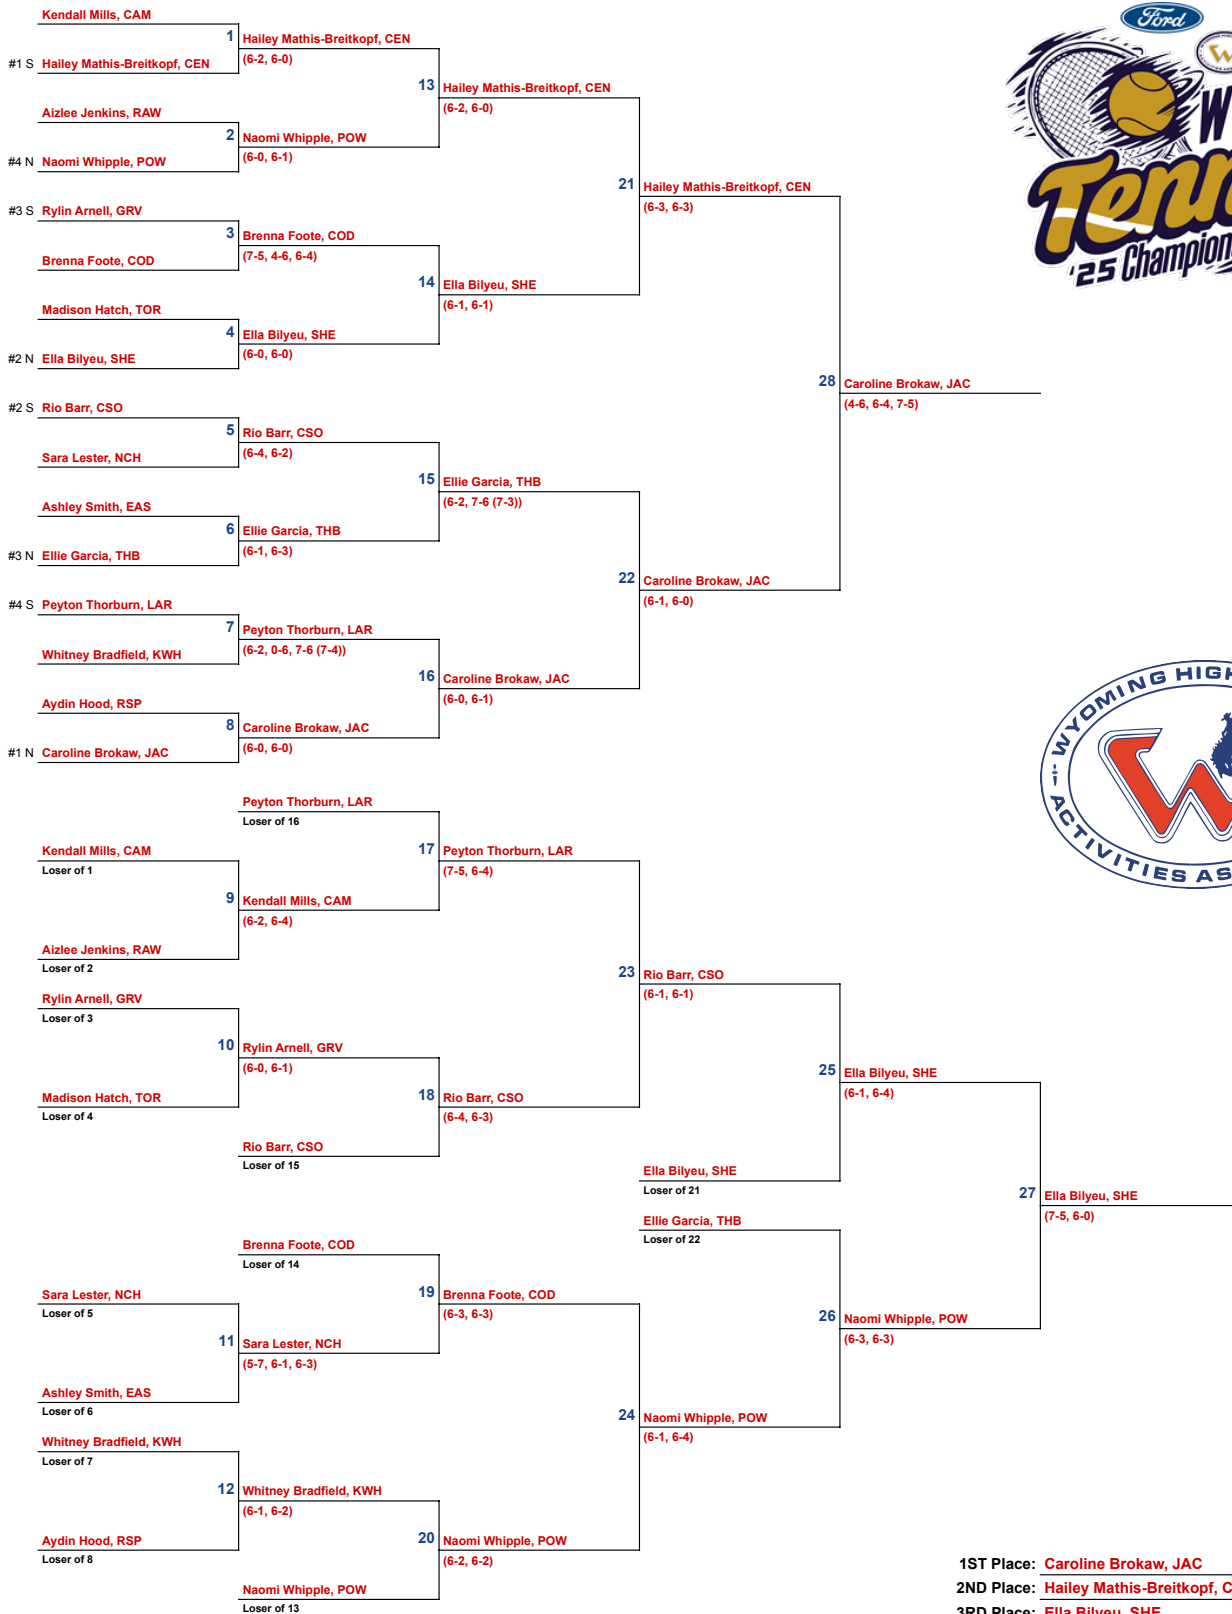 Kendall Mills, CAM
1 Hailey Mathis-Breitkopf, CEN
#1 S Hailey Mathis-Breitkopf, CEN
(6-2, 6-0)
13 Hailey Mathis-Breitkopf, CEN
(6-2, 6-0)
Aizlee Jenkins, RAW
2 Naomi Whipple, POW
#4 N Naomi Whipple, POW
(6-0, 6-1)
21 Hailey Mathis-Breitkopf, CEN
(6-3, 6-3)
#3 S Rylin Arnell, GRV
3 Brenna Foote, COD
Brenna Foote, COD
(7-5, 4-6, 6-4)
14 Ella Bilyeu, SHE
(6-1, 6-1)
Madison Hatch, TOR
4 Ella Bilyeu, SHE
#2 N Ella Bilyeu, SHE
(6-0, 6-0)
28 Caroline Brokaw, JAC
(4-6, 6-4, 7-5)
#2 S Rio Barr, CSO
5 Rio Barr, CSO
Sara Lester, NCH
(6-4, 6-2)
15 Ellie Garcia, THB
(6-2, 7-6 (7-3))
Ashley Smith, EAS
6 Ellie Garcia, THB
#3 N Ellie Garcia, THB
(6-1, 6-3)
22 Caroline Brokaw, JAC
(6-1, 6-0)
#4 S Peyton Thorburn, LAR
7 Peyton Thorburn, LAR
Whitney Bradfield, KWH
(6-2, 0-6, 7-6 (7-4))
16 Caroline Brokaw, JAC
(6-0, 6-1)
Aydin Hood, RSP
8 Caroline Brokaw, JAC
#1 N Caroline Brokaw, JAC
(6-0, 6-0)
Ford
Tenn
'25 Champion
WYOMING HIGH
ACTIVITIES AS
Peyton Thorburn, LAR
Loser of 16
17 Peyton Thorburn, LAR
(7-5, 6-4)
Kendall Mills, CAM
Loser of 1
9 Kendall Mills, CAM
(6-2, 6-4)
Aizlee Jenkins, RAW
Loser of 2
23 Rio Barr, CSO
(6-1, 6-1)
Rylin Arnell, GRV
Loser of 3
10 Rylin Arnell, GRV
(6-0, 6-1)
Madison Hatch, TOR
Loser of 4
18 Rio Barr, CSO
(6-4, 6-3)
Rio Barr, CSO
Loser of 15
25 Ella Bilyeu, SHE
(6-1, 6-4)
Ella Bilyeu, SHE
Loser of 21
27 Ella Bilyeu, SHE
(7-5, 6-0)
Ellie Garcia, THB
Loser of 22
Brenna Foote, COD
Loser of 14
19 Brenna Foote, COD
(6-3, 6-3)
Sara Lester, NCH
Loser of 5
11 Sara Lester, NCH
(5-7, 6-1, 6-3)
Ashley Smith, EAS
Loser of 6
26 Naomi Whipple, POW
(6-3, 6-3)
24 Naomi Whipple, POW
(6-1, 6-4)
Whitney Bradfield, KWH
Loser of 7
12 Whitney Bradfield, KWH
(6-1, 6-2)
Aydin Hood, RSP
Loser of 8
20 Naomi Whipple, POW
(6-2, 6-2)
Naomi Whipple, POW
Loser of 13
1ST Place: Caroline Brokaw, JAC
2ND Place: Hailey Mathis-Breitkopf, C
3RD Place: Ella Bilyeu, SHE